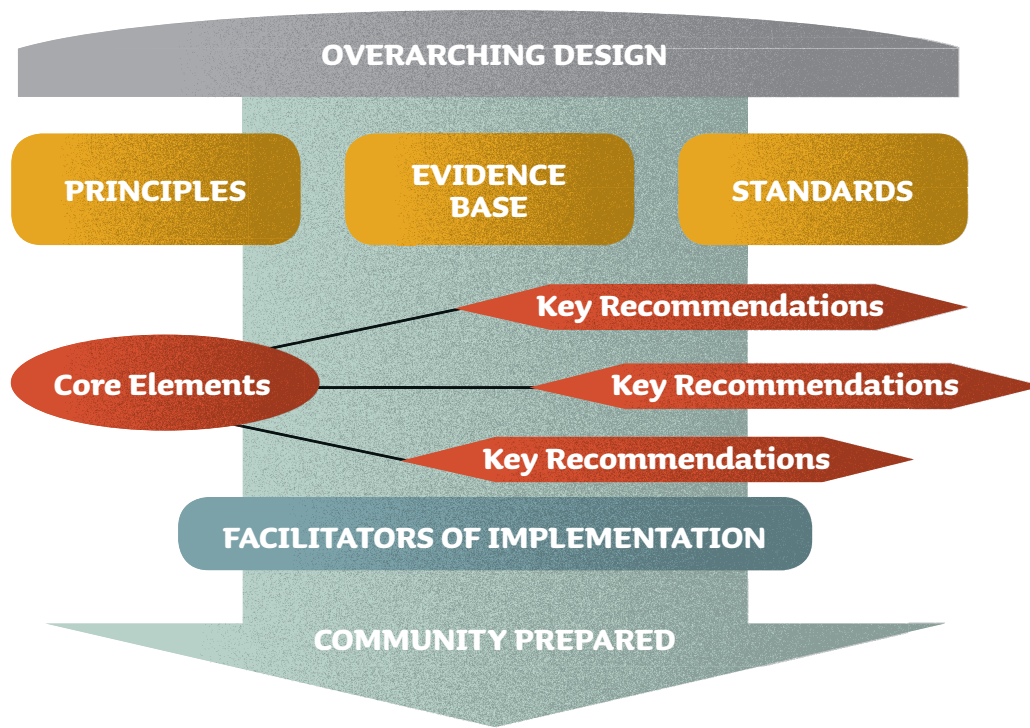 OVERARCHING DESIGN
PRINCIPLES
EVIDENCE
BASE
STANDARDS
Key Recommendations
Core Elements
Key Recommendations
Key Recommendations
FACILITATORS OF IMPLEMENTATION
COMMUNITY PREPARED